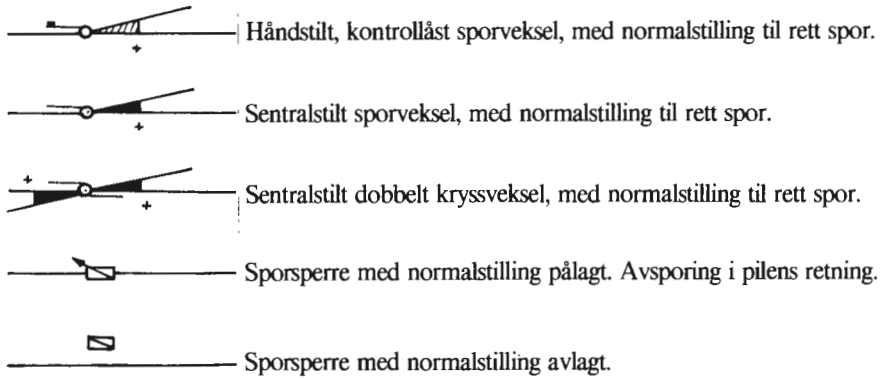 Håndstilt, kontrollåst sporveksel, med normalstilling til rett spor.
+
Sentralstilt sporveksel, med normalstilling til rett spor.
+
+
Sentralstilt dobbelt kryssveksel, med normalstilling til rett spor.
+
Sporsperre med normalstilling pålagt. Avsporing i pilens retning.
Sporsperre med normalstilling avlagt.